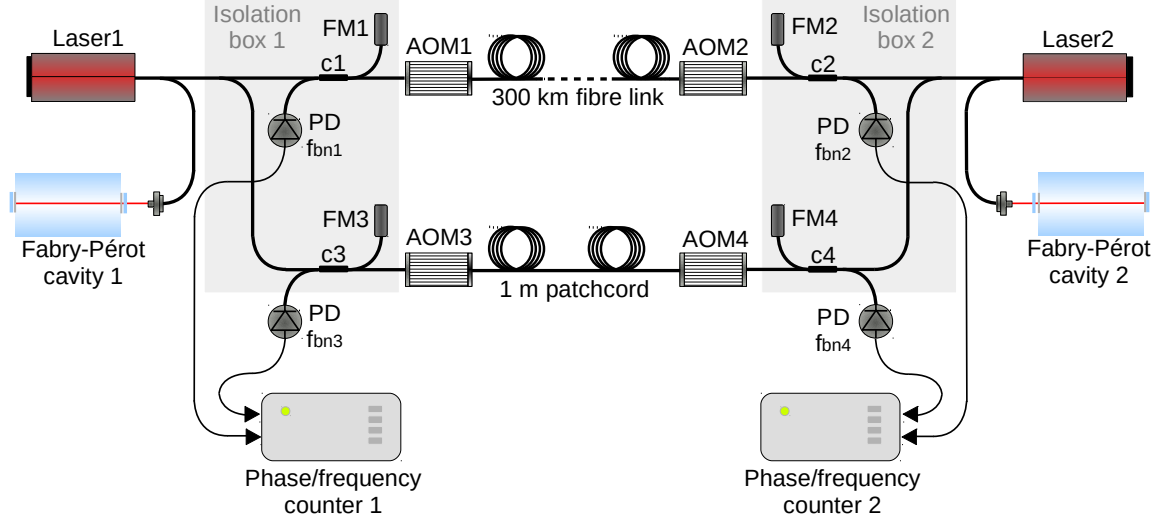 Isolation
box 1
Isolation
box 2
Laser1
FM1
AOM1
AOM2
FM2
Laser2
c1
c2
300 km fibre link
PD
fbn1
PD
fbn2
Fabry-Pérot
cavity 1
FM3
AOM3
AOM4
FM4
Fabry-Pérot
cavity 2
c3
c4
1 m patchcord
PD
fbn3
PD
fbn4
Phase/frequency
counter 1
Phase/frequency
counter 2